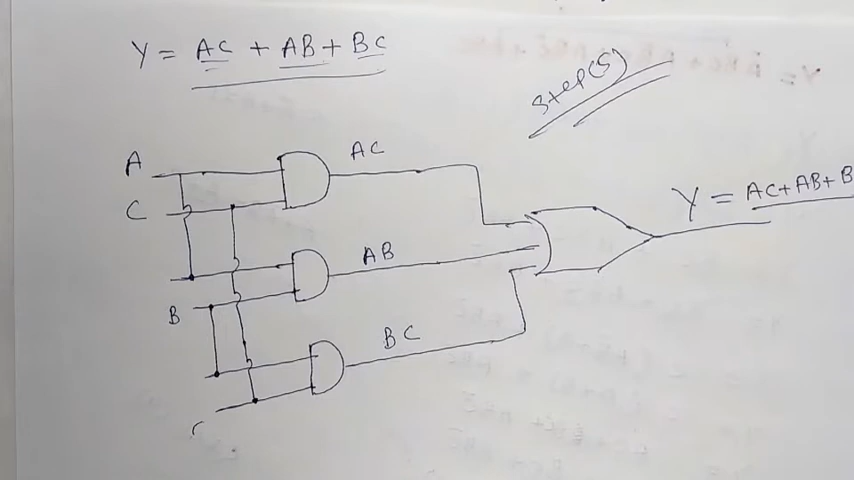 Y = AC + AB + BC
Step(5)
A
AC
C
Y = AC+AB+B
AB
B
BC